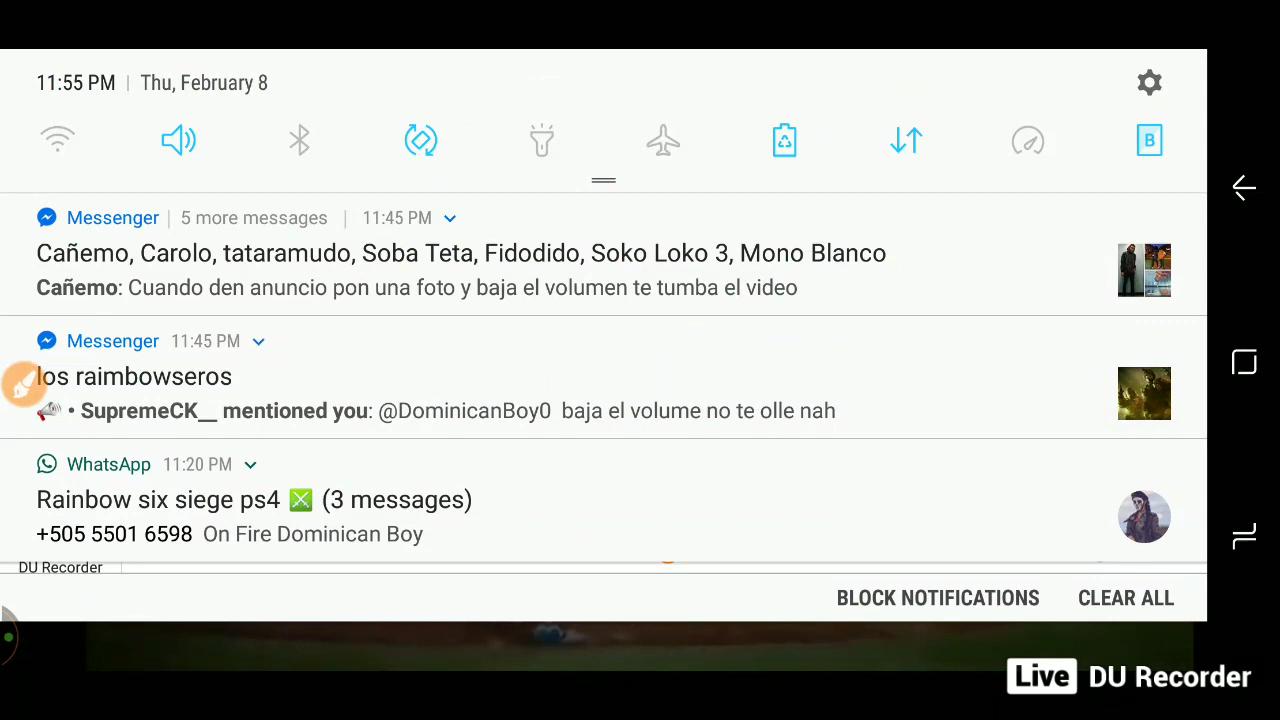 11:55 PM | Thu, February 8
B
Messenger | 5 more messages | 11:45 PM
Cañemo, Carolo, tataramudo, Soba Teta, Fidodido, Soko Loko 3, Mono Blanco
Cañemo: Cuando den anuncio pon una foto y baja el volumen te tumba el video
Messenger 11:45 PM
los raimbowseros
• SupremeCK__ mentioned you: @DominicanBoy0 baja el volume no te olle nah
WhatsApp 11:20 PM
Rainbow six siege ps4 (3 messages)
+505 5501 6598 On Fire Dominican Boy
DU Recorder
BLOCK NOTIFICATIONS CLEAR ALL
Live DU Recorder